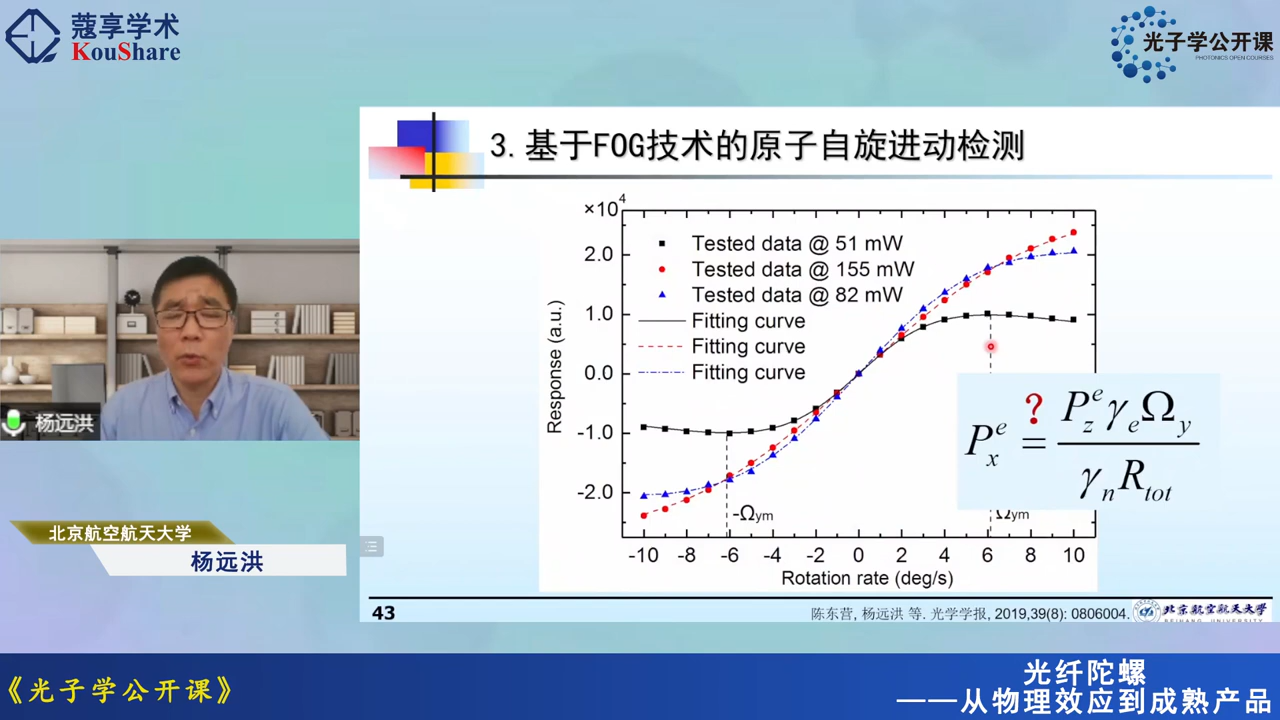 蔻享学术
KouShare
光子学公开课
PHOTONICS OPEN COURSES
3. 基于FOG技术的原子自旋进动检测
×10⁴
Tested data @ 51 mW
Tested data @ 155 mW
Tested data @ 82 mW
Fitting curve
Fitting curve
Fitting curve
2.0
1.0
0.0
-1.0
-2.0
Response (a.u.)
-Ωym
Ωym
-10 -8 -6 -4 -2 0 2 4 6 8 10
Rotation rate (deg/s)
P_x^e ?= P_z^e γ_e Ω_y / γ_n R_tot
杨远洪
北京航空航天大学
杨远洪
43
陈东营, 杨远洪 等. 光学学报, 2019,39(8): 0806004.
北京航空航天大学
BEIHANG UNIVERSITY
《光子学公开课》
光纤陀螺
——从物理效应到成熟产品